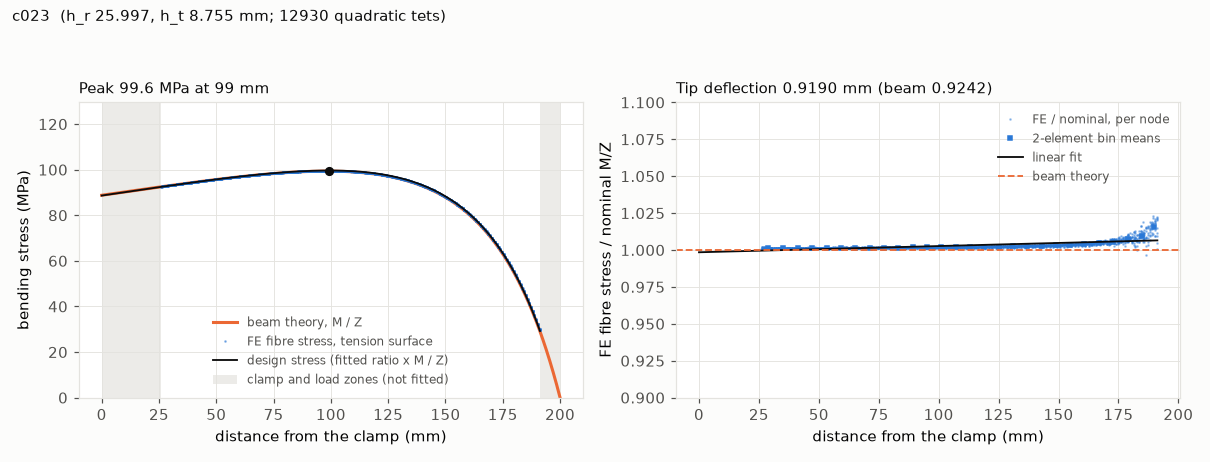 c023  (h_r 25.997, h_t 8.755 mm; 12930 quadratic tets)
Peak 99.6 MPa at 99 mm
bending stress (MPa)
120
100
80
60
40
20
0
beam theory, M / Z
FE fibre stress, tension surface
design stress (fitted ratio x M / Z)
clamp and load zones (not fitted)
0 25 50 75 100 125 150 175 200
distance from the clamp (mm)
Tip deflection 0.9190 mm (beam 0.9242)
FE fibre stress / nominal M/Z
1.100
1.075
1.050
1.025
1.000
0.975
0.950
0.925
0.900
FE / nominal, per node
2-element bin means
linear fit
beam theory
0 25 50 75 100 125 150 175 200
distance from the clamp (mm)